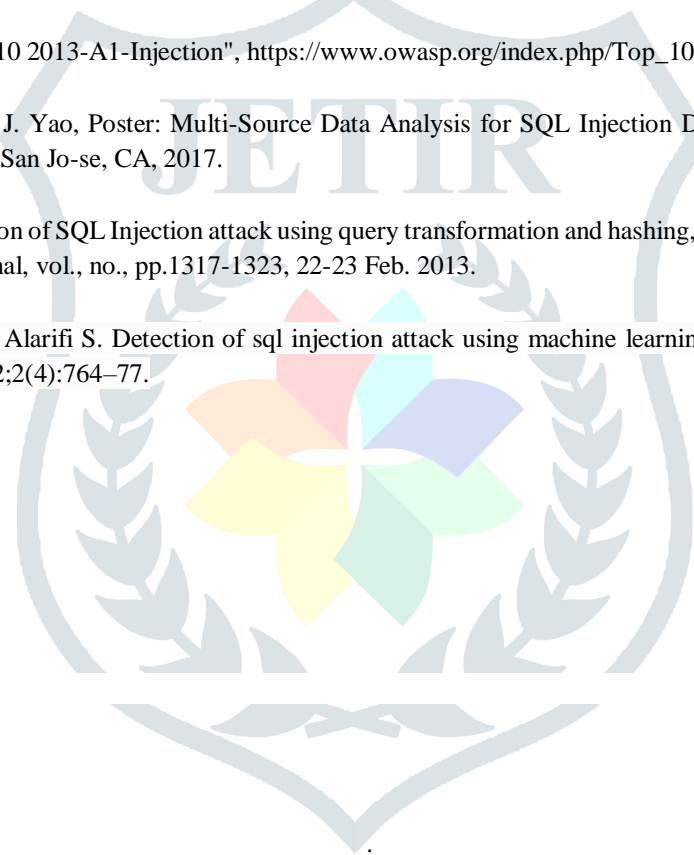 10 2013-A1-Injection", https://www.owasp.org/index.php/Top_10
J. Yao, Poster: Multi-Source Data Analysis for SQL Injection D
San Jo-se, CA, 2017.
JETIR
on of SQL Injection attack using query transformation and hashing,
nal, vol., no., pp.1317-1323, 22-23 Feb. 2013.
Alarifi S. Detection of sql injection attack using machine learnin
2;2(4):764–77.
.